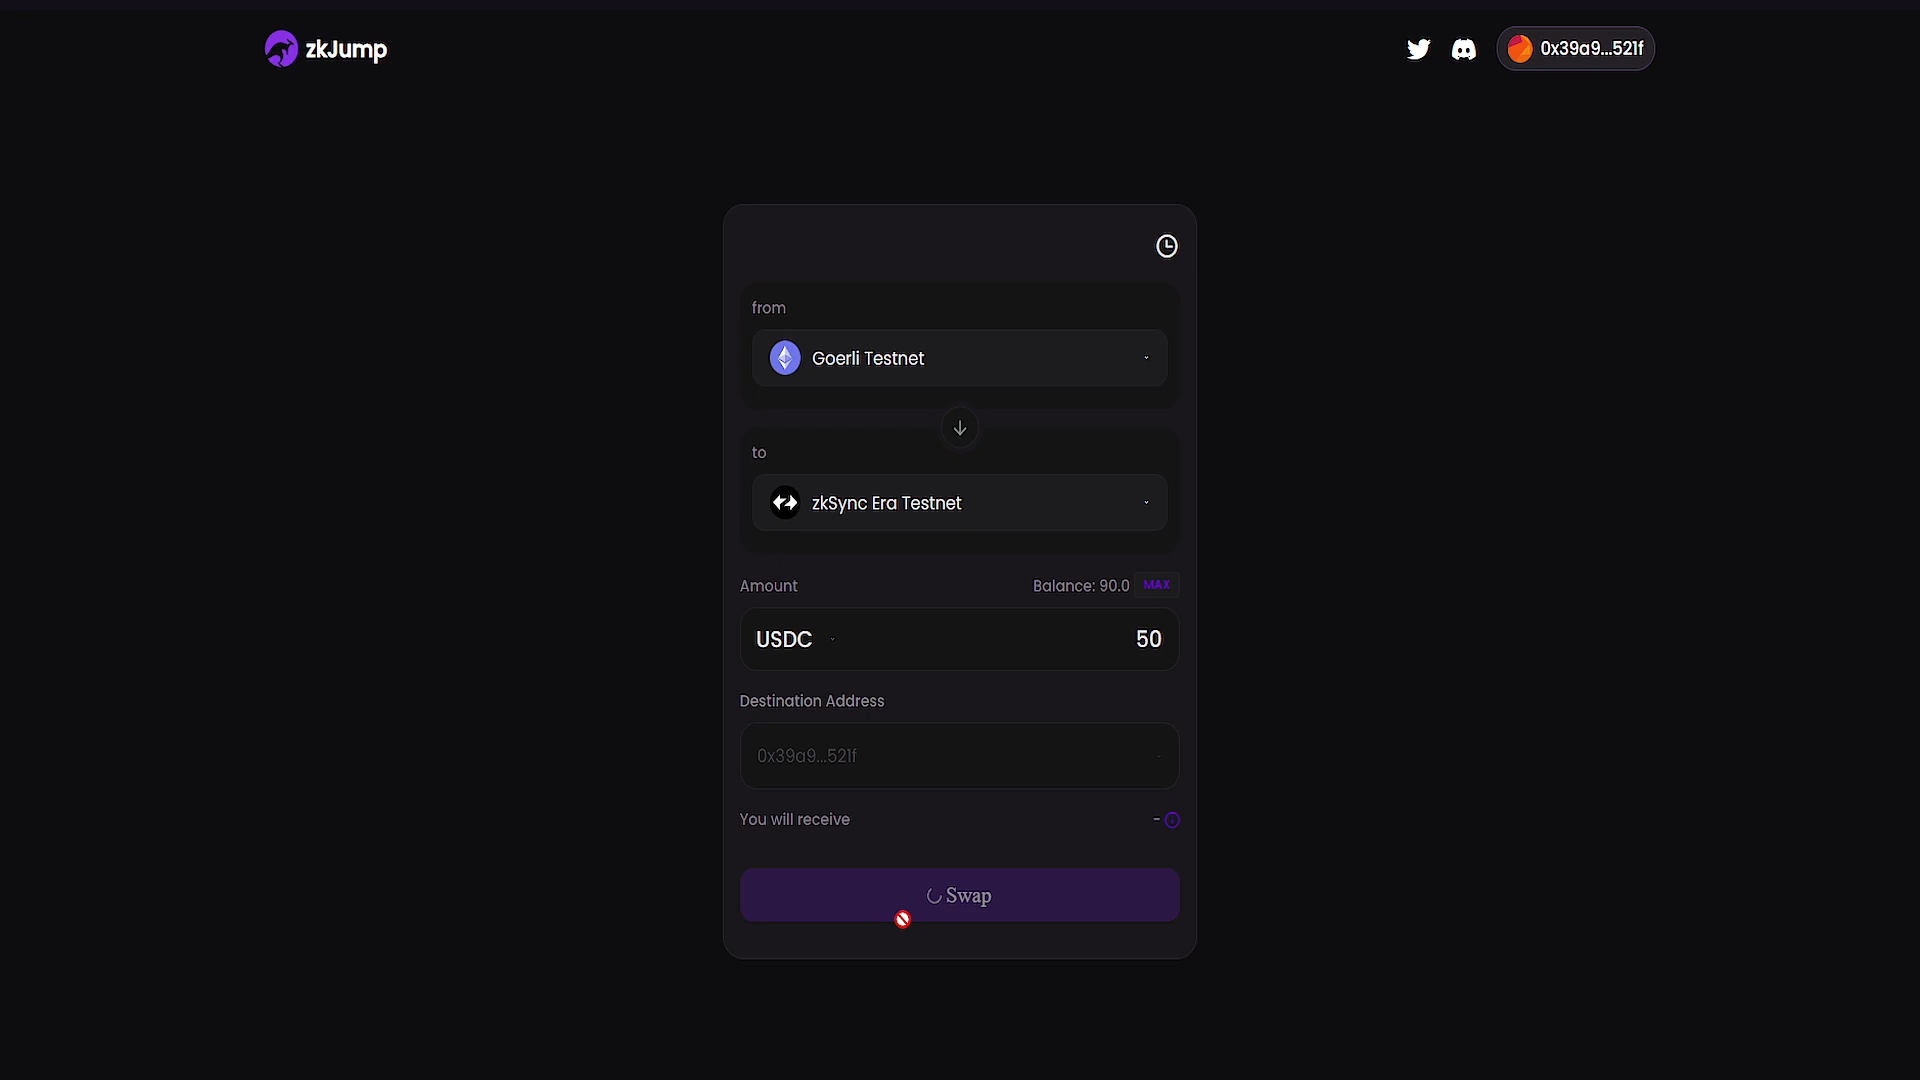 zkJump
0x39a9...521f
from
Goerli Testnet
to
zkSync Era Testnet
Amount
Balance: 90.0 MAX
USDC
50
Destination Address
0x39a9...521f
You will receive
-
Swap